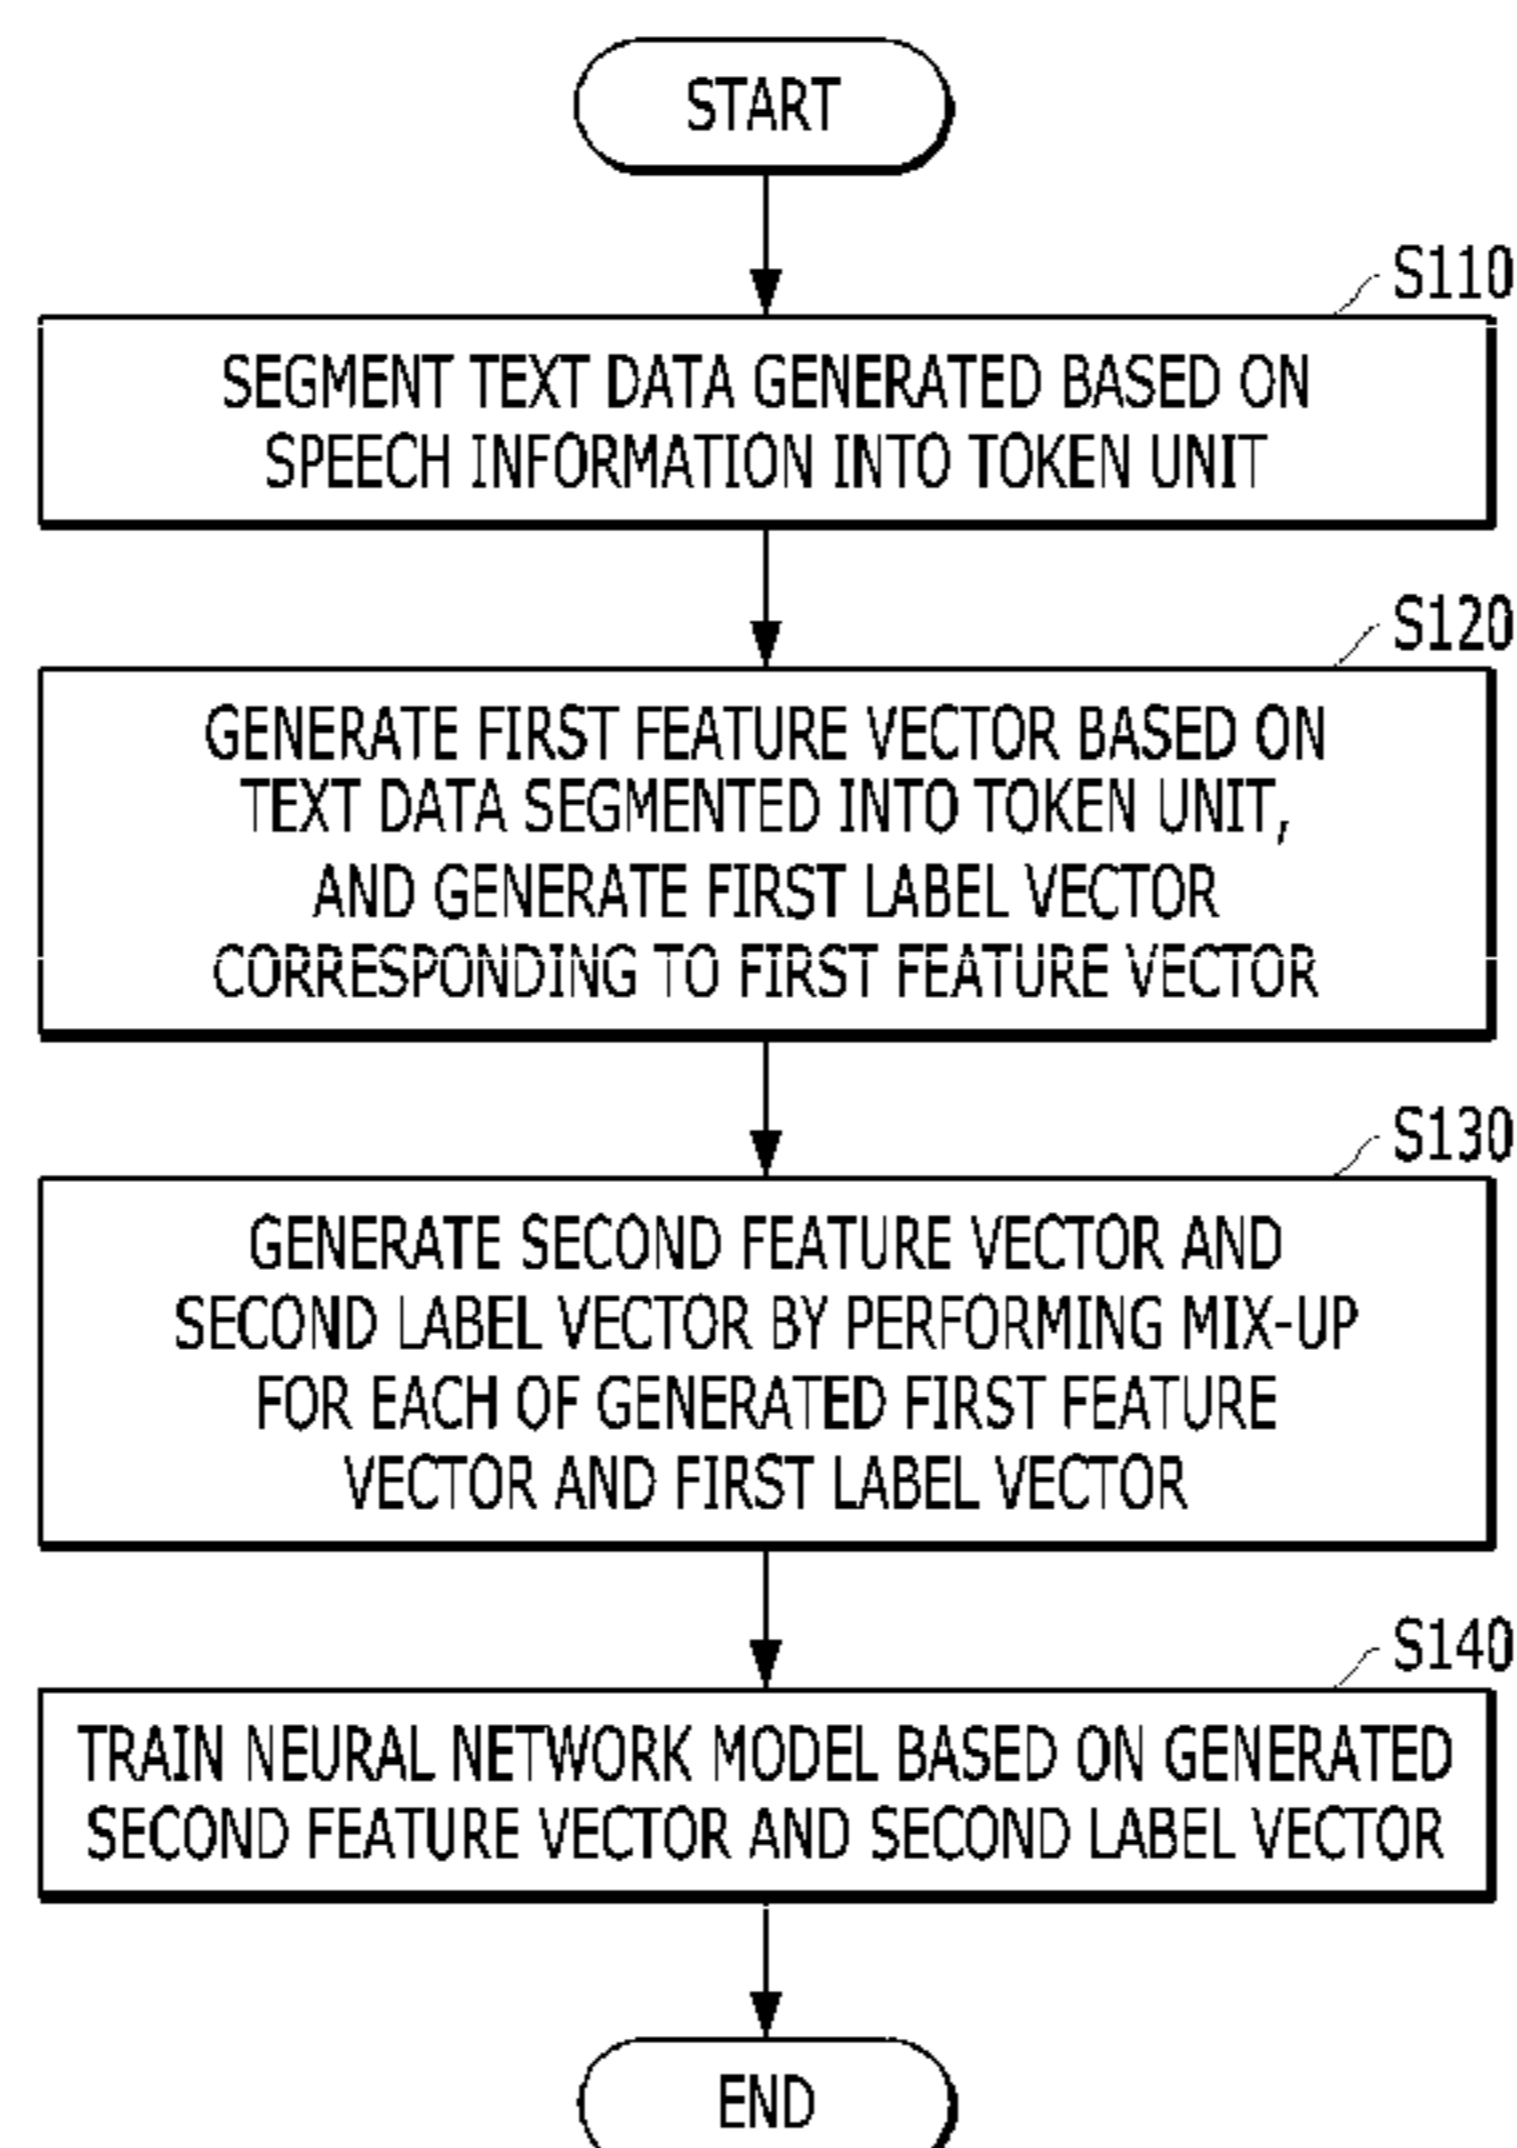 START
S110
SEGMENT TEXT DATA GENERATED BASED ON
SPEECH INFORMATION INTO TOKEN UNIT
S120
GENERATE FIRST FEATURE VECTOR BASED ON
TEXT DATA SEGMENTED INTO TOKEN UNIT,
AND GENERATE FIRST LABEL VECTOR
CORRESPONDING TO FIRST FEATURE VECTOR
S130
GENERATE SECOND FEATURE VECTOR AND
SECOND LABEL VECTOR BY PERFORMING MIX-UP
FOR EACH OF GENERATED FIRST FEATURE
VECTOR AND FIRST LABEL VECTOR
S140
TRAIN NEURAL NETWORK MODEL BASED ON GENERATED
SECOND FEATURE VECTOR AND SECOND LABEL VECTOR
END